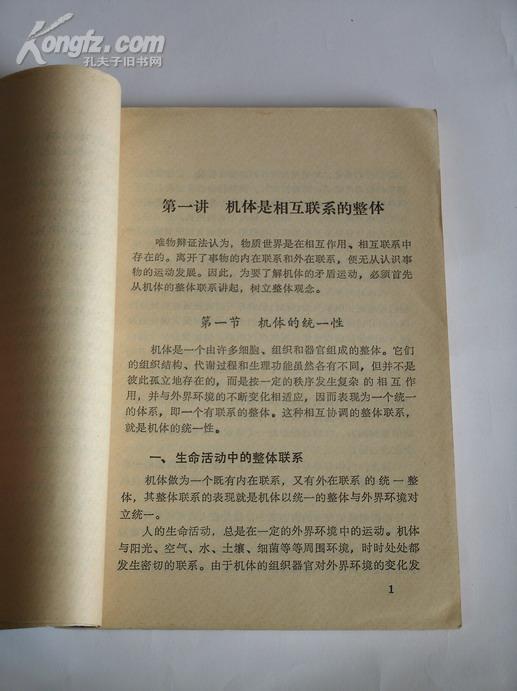 Kongfz.com
孔夫子旧书网
第一讲 机体是相互联系的整体
唯物辩证法认为，物质世界是在相互作用、相互联系中
存在的。离开了事物的内在联系和外在联系，便无从认识事
物的运动发展。因此，为要了解机体的矛盾运动，必须首先
从机体的整体联系讲起，树立整体观念。
第一节 机体的统一性
机体是一个由许多细胞、组织和器官组成的整体。它们
的组织结构、代谢过程和生理功能虽然各有不同，但并不是
彼此孤立地存在的，而是按一定的秩序发生复杂的相互作
用，并与外界环境的不断变化相适应，因而表现为一个统一
的体系，即一个有联系的整体。这种相互协调的整体联系，
就是机体的统一性。
一、生命活动中的整体联系
机体做为一个既有内在联系，又有外在联系的统一整
体，其整体联系的表现就是机体以统一的整体与外界环境对
立统一。
人的生命活动，总是在一定的外界环境中的运动。机体
与阳光、空气、水、土壤、细菌等等周围环境，时时处处都
发生密切的联系。由于机体的组织器官对外界环境的变化发
1